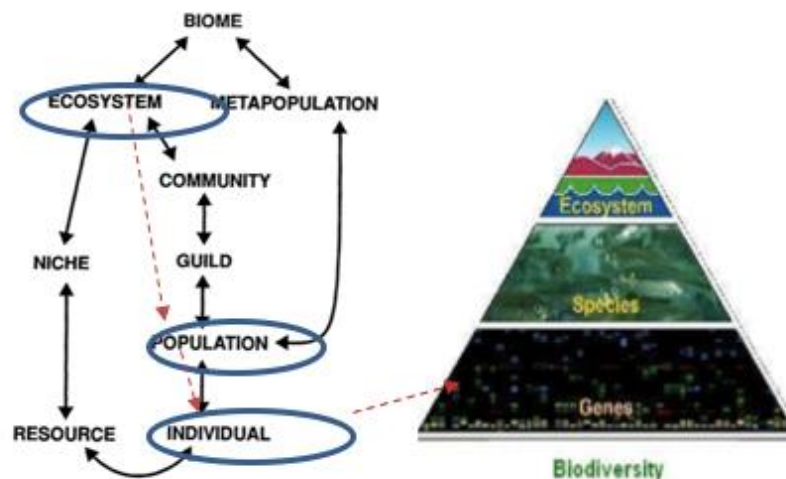 BIOME
ECOSYSTEM
METAPOPULATION
COMMUNITY
NICHE
GUILD
POPULATION
RESOURCE
INDIVIDUAL
Ecosystem
Species
Genes
Biodiversity